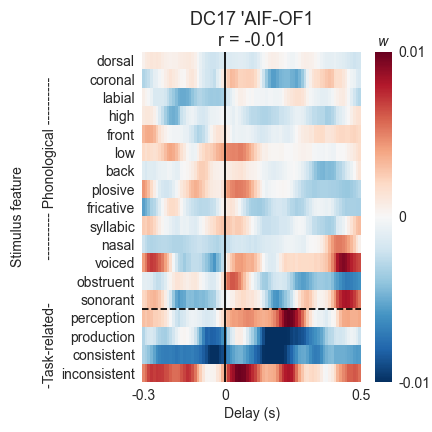 DC17 'AIF-OF1
r = -0.01
w
dorsal
coronal
labial
high
front
low
back
plosive
fricative
syllabic
nasal
voiced
obstruent
sonorant
perception
production
consistent
inconsistent
Stimulus feature
-Task-related- ---------- Phonological ----------
0.01
0
-0.01
-0.3
0
0.5
Delay (s)